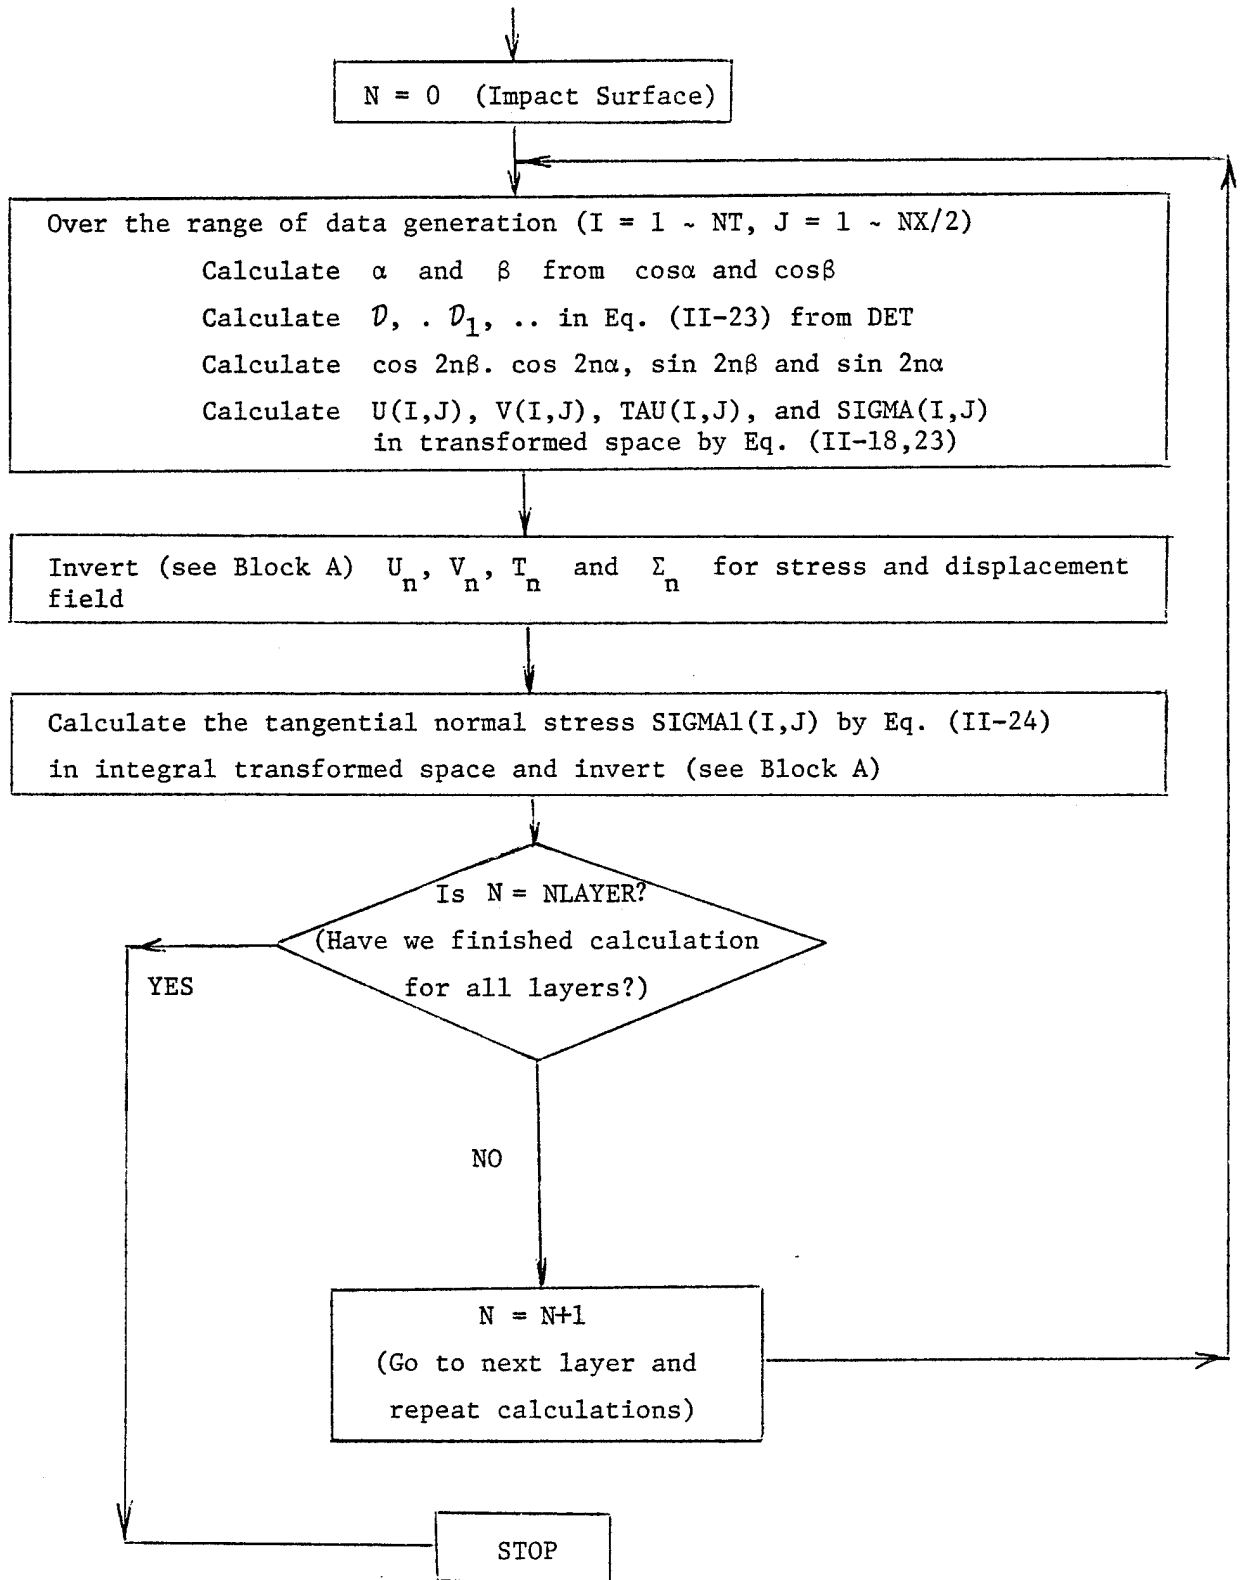 N = 0 (Impact Surface)
Over the range of data generation (I = 1 ~ NT, J = 1 ~ NX/2)
Calculate α and β from cosα and cosβ
Calculate 𝒟, . 𝒟₁, .. in Eq. (II-23) from DET
Calculate cos 2nβ. cos 2nα, sin 2nβ and sin 2nα
Calculate U(I,J), V(I,J), TAU(I,J), and SIGMA(I,J)
in transformed space by Eq. (II-18,23)
Invert (see Block A) Uₙ, Vₙ, Tₙ and Σₙ for stress and displacement
field
Calculate the tangential normal stress SIGMA1(I,J) by Eq. (II-24)
in integral transformed space and invert (see Block A)
Is N = NLAYER?
(Have we finished calculation
for all layers?)
YES
NO
N = N+1
(Go to next layer and
repeat calculations)
STOP